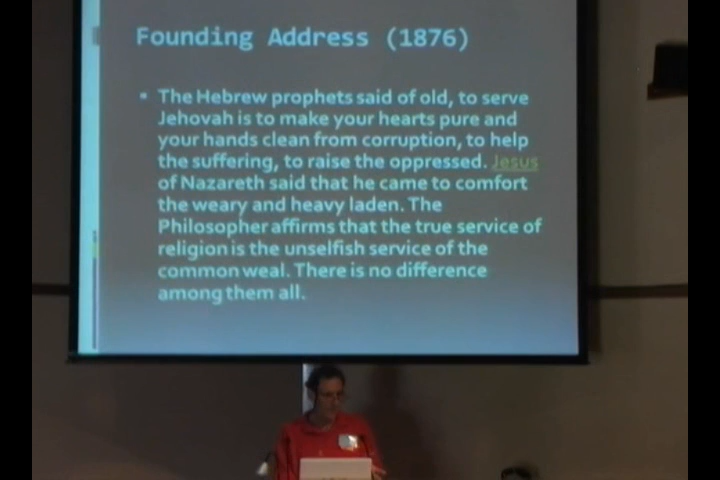 Founding Address (1876)
▪ The Hebrew prophets said of old, to serve
Jehovah is to make your hearts pure and
your hands clean from corruption, to help
the suffering, to raise the oppressed. Jesus
of Nazareth said that he came to comfort
the weary and heavy laden. The
Philosopher affirms that the true service of
religion is the unselfish service of the
common weal. There is no difference
among them all.